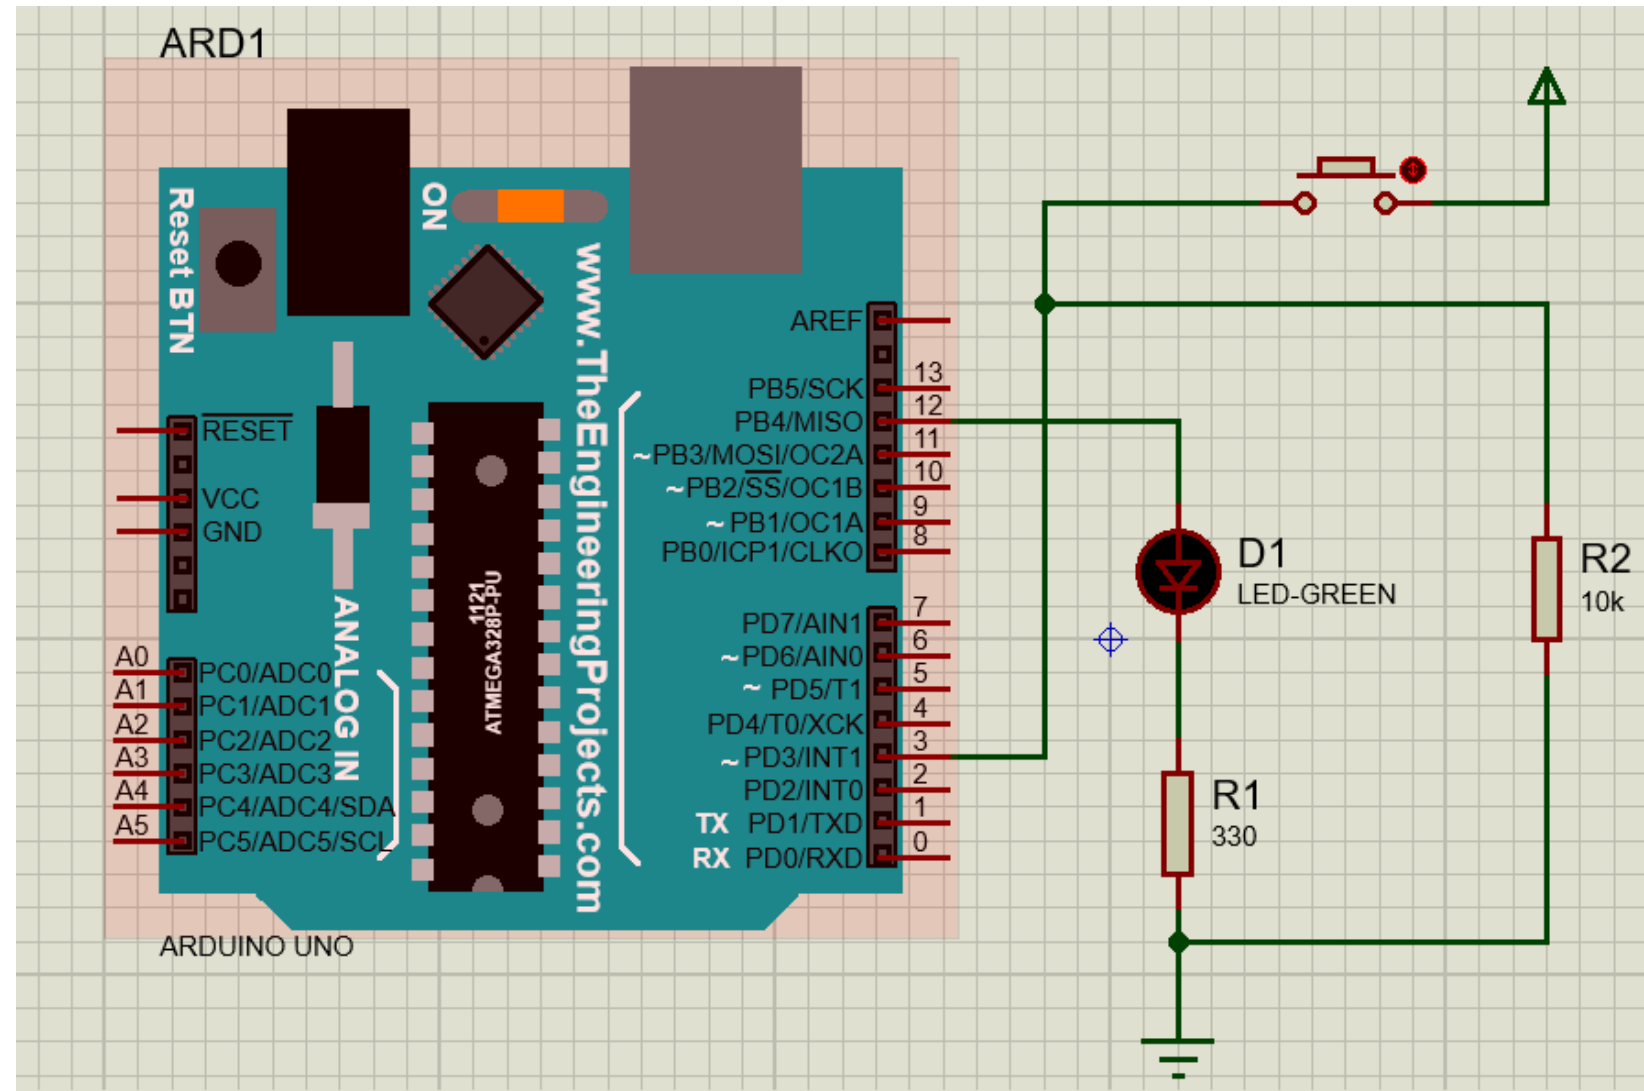 ARD1
Reset BTN
ON
www.TheEngineeringProjects.com
AREF
13
PB5/SCK
12
PB4/MISO
11
~PB3/MOSI/OC2A
10
~PB2/SS/OC1B
9
~PB1/OC1A
8
PB0/ICP1/CLKO
RESET
VCC
GND
1121
ATMEGA328P-PU
ANALOG IN
7
PD7/AIN1
6
~PD6/AIN0
5
~ PD5/T1
4
PD4/T0/XCK
3
~PD3/INT1
2
PD2/INT0
1
TX PD1/TXD
0
RX PD0/RXD
A0
PC0/ADC0
A1
PC1/ADC1
A2
PC2/ADC2
A3
PC3/ADC3
A4
PC4/ADC4/SDA
A5
PC5/ADC5/SCL
ARDUINO UNO
D1
LED-GREEN
R2
10k
R1
330